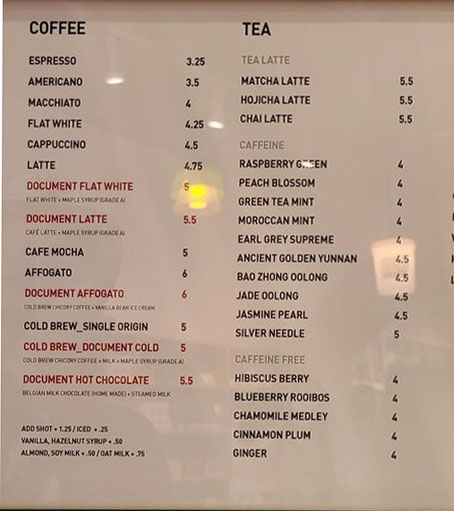 COFFEE
ESPRESSO 3.25
AMERICANO 3.5
MACCHIATO 4
FLAT WHITE 4.25
CAPPUCCINO 4.5
LATTE 4.75
DOCUMENT FLAT WHITE 5
FLAT WHITE + MAPLE SYRUP (GRADE A)
DOCUMENT LATTE 5.5
CAFÉ LATTE + MAPLE SYRUP (GRADE A)
CAFE MOCHA 5
AFFOGATO 6
DOCUMENT AFFOGATO 6
COLD BREW CHICORY COFFEE + VANILLA BEAN ICE CREAM
COLD BREW_SINGLE ORIGIN 5
COLD BREW_DOCUMENT COLD 5
COLD BREW CHICORY COFFEE + MILK + MAPLE SYRUP (GRADE A)
DOCUMENT HOT CHOCOLATE 5.5
BELGIAN MILK CHOCOLATE (HOME MADE) + STEAMED MILK
ADD SHOT + 1.25 / ICED + .25
VANILLA, HAZELNUT SYRUP + .50
ALMOND, SOY MILK + .50 / OAT MILK + .75
TEA
TEA LATTE
MATCHA LATTE 5.5
HOJICHA LATTE 5.5
CHAI LATTE 5.5
CAFFEINE
RASPBERRY GREEN 4
PEACH BLOSSOM 4
GREEN TEA MINT 4
MOROCCAN MINT 4
EARL GREY SUPREME 4
ANCIENT GOLDEN YUNNAN 4.5
BAO ZHONG OOLONG 4.5
JADE OOLONG 4.5
JASMINE PEARL 4.5
SILVER NEEDLE 5
CAFFEINE FREE
HIBISCUS BERRY 4
BLUEBERRY ROOIBOS 4
CHAMOMILE MEDLEY 4
CINNAMON PLUM 4
GINGER 4